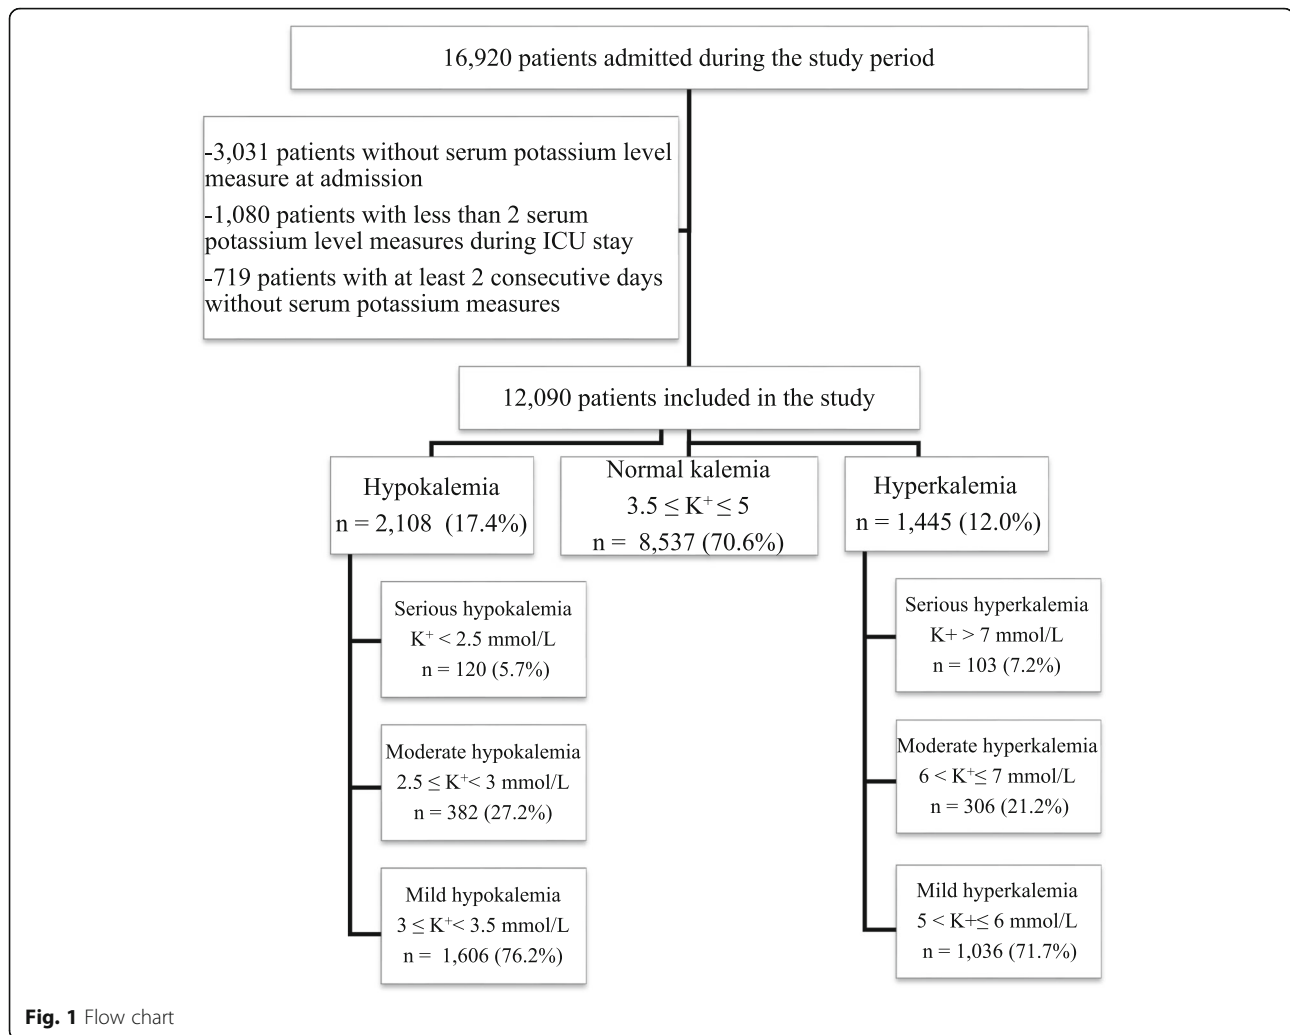 16,920 patients admitted during the study period
-3,031 patients without serum potassium level
measure at admission
-1,080 patients with less than 2 serum
potassium level measures during ICU stay
-719 patients with at least 2 consecutive days
without serum potassium measures
12,090 patients included in the study
Hypokalemia
n = 2,108 (17.4%)
Normal kalemia
3.5 ≤ K⁺ ≤ 5
n = 8,537 (70.6%)
Hyperkalemia
n = 1,445 (12.0%)
Serious hypokalemia
K⁺ < 2.5 mmol/L
n = 120 (5.7%)
Moderate hypokalemia
2.5 ≤ K⁺< 3 mmol/L
n = 382 (27.2%)
Mild hypokalemia
3 ≤ K⁺< 3.5 mmol/L
n = 1,606 (76.2%)
Serious hyperkalemia
K+ > 7 mmol/L
n = 103 (7.2%)
Moderate hyperkalemia
6 < K⁺≤ 7 mmol/L
n = 306 (21.2%)
Mild hyperkalemia
5 < K+≤ 6 mmol/L
n = 1,036 (71.7%)
Fig. 1 Flow chart